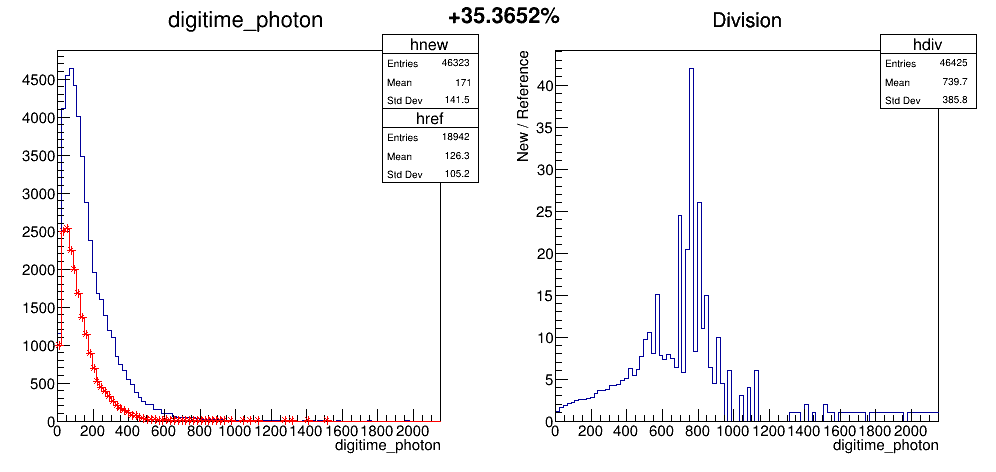 +35.3652%
digitime_photon
hnew
Entries 46323
Mean 171
Std Dev 141.5
href
Entries 18942
Mean 126.3
Std Dev 105.2
4500
4000
3500
3000
2500
2000
1500
1000
500
0
0 200 400 600 800 1000 1200 1400 1600 1800 2000
digitime_photon
Division
hdiv
Entries 46425
Mean 739.7
Std Dev 385.8
New / Reference
40
35
30
25
20
15
10
5
0
0 200 400 600 800 1000 1200 1400 1600 1800 2000
digitime_photon